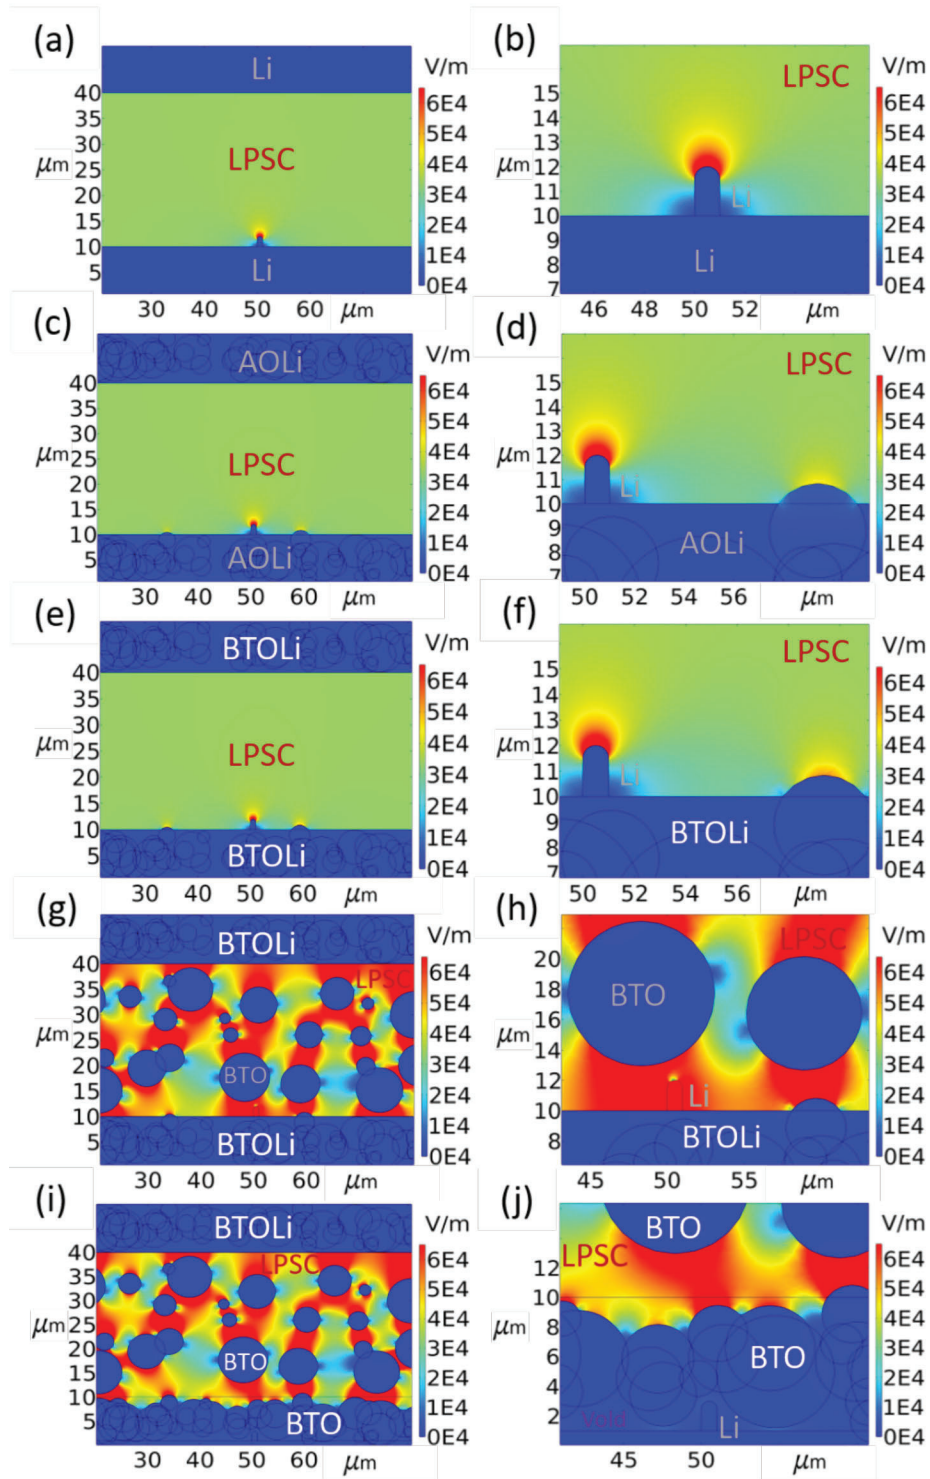 (a)
Li
LPSC
Li
40
35
30
25
20
15
10
5
μm
30 40 50 60 μm
V/m
6E4
5E4
4E4
3E4
2E4
1E4
0E4
(b)
LPSC
Li
Li
15
14
13
12
11
10
9
8
7
μm
46 48 50 52 μm
V/m
6E4
5E4
4E4
3E4
2E4
1E4
0E4
(c)
AOLi
LPSC
AOLi
40
35
30
25
20
15
10
5
μm
30 40 50 60 μm
V/m
6E4
5E4
4E4
3E4
2E4
1E4
0E4
(d)
LPSC
Li
AOLi
15
14
13
12
11
10
9
8
7
μm
50 52 54 56 μm
V/m
6E4
5E4
4E4
3E4
2E4
1E4
0E4
(e)
BTOLi
LPSC
BTOLi
40
35
30
25
20
15
10
5
μm
30 40 50 60 μm
V/m
6E4
5E4
4E4
3E4
2E4
1E4
0E4
(f)
LPSC
Li
BTOLi
15
14
13
12
11
10
9
8
7
μm
50 52 54 56 μm
V/m
6E4
5E4
4E4
3E4
2E4
1E4
0E4
(g)
BTOLi
LPSC
BTO
BTOLi
40
35
30
25
20
15
10
5
μm
30 40 50 60 μm
V/m
6E4
5E4
4E4
3E4
2E4
1E4
0E4
(h)
LPSC
BTO
Li
BTOLi
20
18
16
14
12
10
8
μm
45 50 55 μm
V/m
6E4
5E4
4E4
3E4
2E4
1E4
0E4
(i)
BTOLi
LPSC
BTO
BTO
40
35
30
25
20
15
10
5
μm
30 40 50 60 μm
V/m
6E4
5E4
4E4
3E4
2E4
1E4
0E4
(j)
BTO
LPSC
BTO
Void
Li
12
10
8
6
4
2
μm
45 50 μm
V/m
6E4
5E4
4E4
3E4
2E4
1E4
0E4